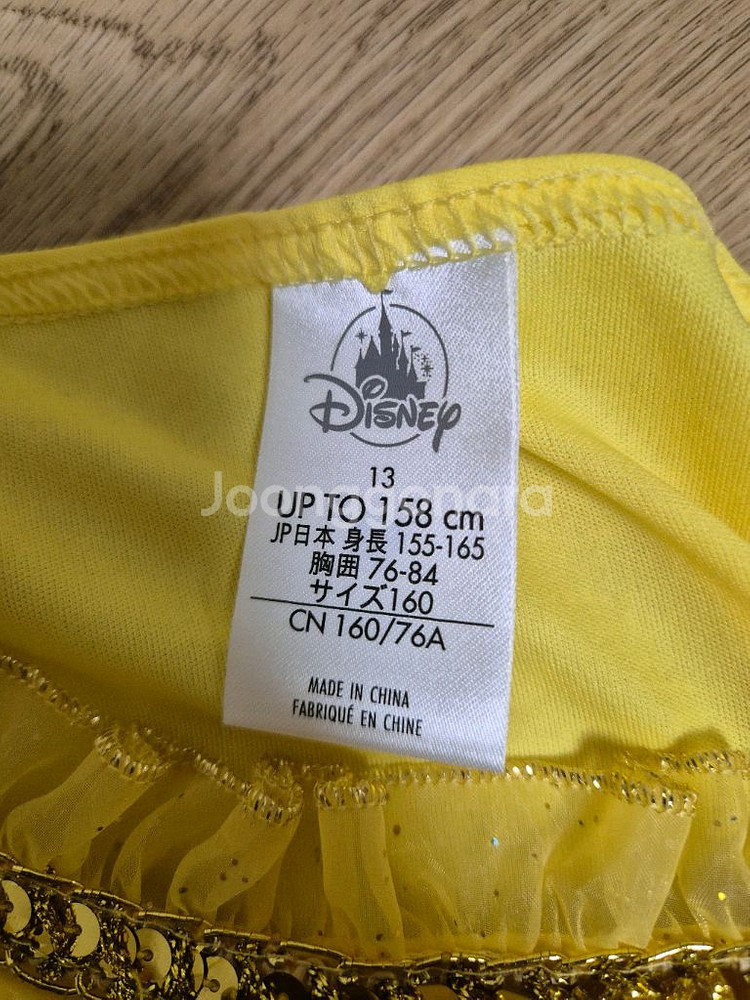 Disney
13
UP TO 158 cm
JP日本 身長 155-165
胸囲 76-84
サイズ160
CN 160/76A
MADE IN CHINA
FABRIQUÉ EN CHINE
Joonggonara